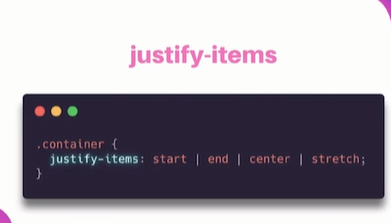 justify-items
.container {
  justify-items: start | end | center | stretch;
}